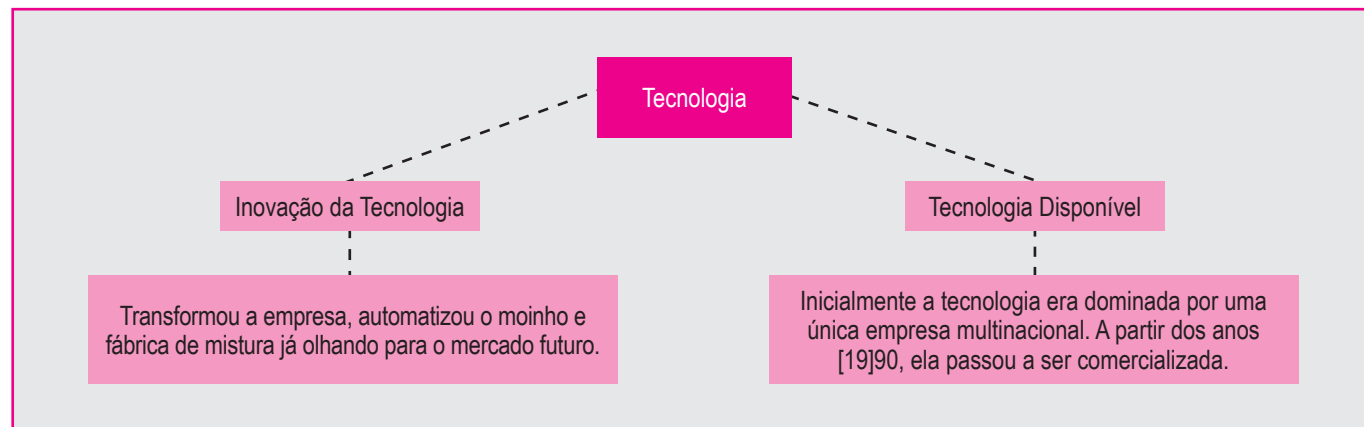 Tecnologia
Inovação da Tecnologia
Tecnologia Disponível
Transformou a empresa, automatizou o moinho e
fábrica de mistura já olhando para o mercado futuro.
Inicialmente a tecnologia era dominada por uma
única empresa multinacional. A partir dos anos
[19]90, ela passou a ser comercializada.